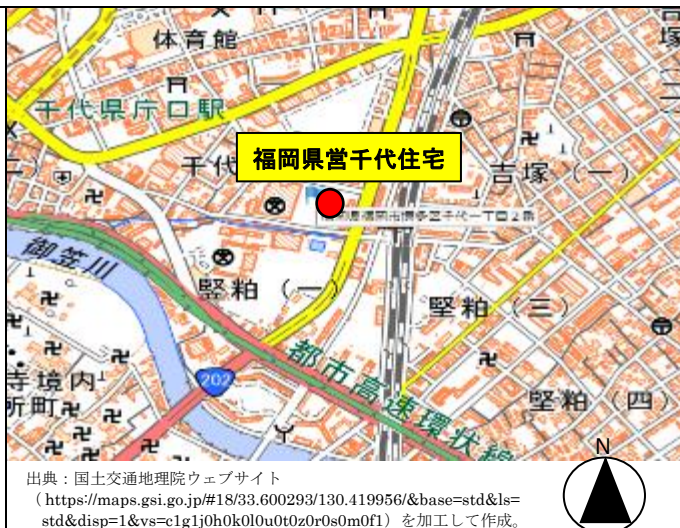 体育館
千代県庁口駅
千代
福岡県営千代住宅
吉塚(一)
御笠川
堅粕(一)
堅粕(三)
202
都市高速環状線
寺境内
所町
堅粕(四)
N
出典:国土交通地理院ウェブサイト
(https://maps.gsi.go.jp/#18/33.600293/130.419956/&base=std&ls=
std&disp=1&vs=c1g1j0h0k0l0u0t0z0r0s0m0f1)を加工して作成。